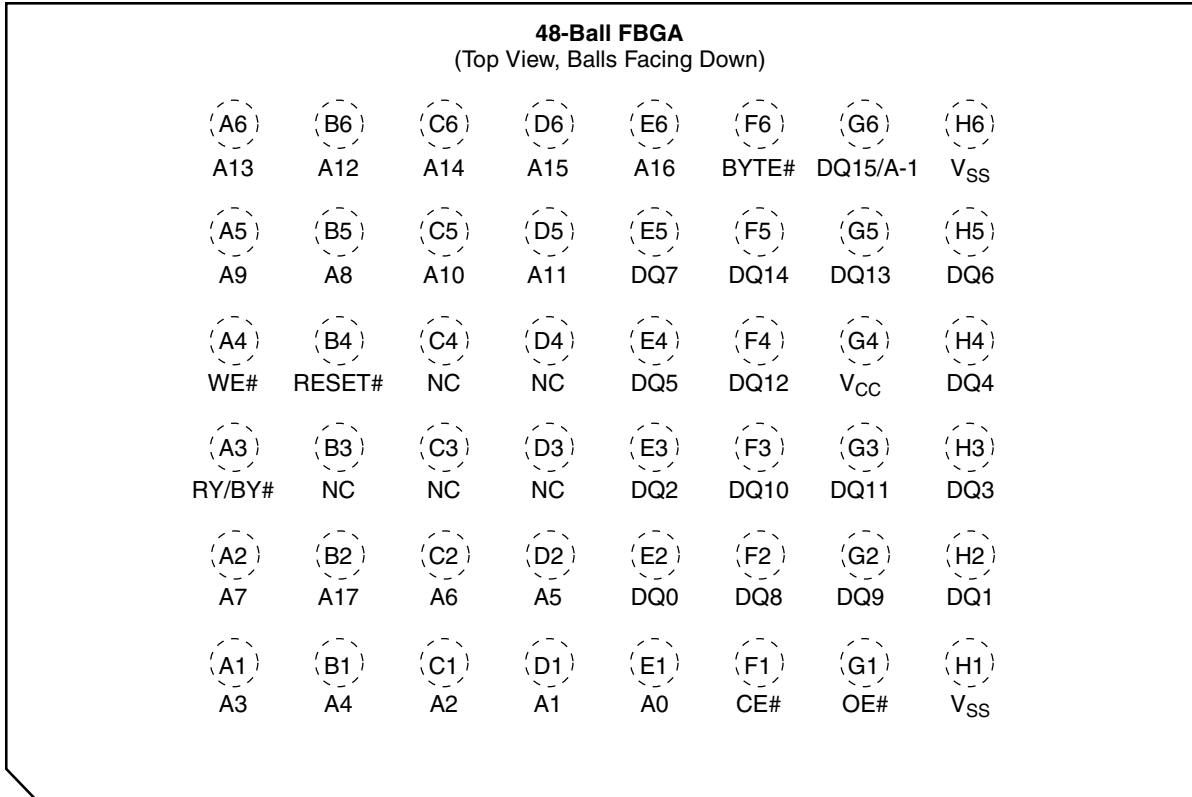 48-Ball FBGA
(Top View, Balls Facing Down)
A6 B6 C6 D6 E6 F6 G6 H6
A13 A12 A14 A15 A16 BYTE# DQ15/A-1 VSS
A5 B5 C5 D5 E5 F5 G5 H5
A9 A8 A10 A11 DQ7 DQ14 DQ13 DQ6
A4 B4 C4 D4 E4 F4 G4 H4
WE# RESET# NC NC DQ5 DQ12 VCC DQ4
A3 B3 C3 D3 E3 F3 G3 H3
RY/BY# NC NC NC DQ2 DQ10 DQ11 DQ3
A2 B2 C2 D2 E2 F2 G2 H2
A7 A17 A6 A5 DQ0 DQ8 DQ9 DQ1
A1 B1 C1 D1 E1 F1 G1 H1
A3 A4 A2 A1 A0 CE# OE# VSS